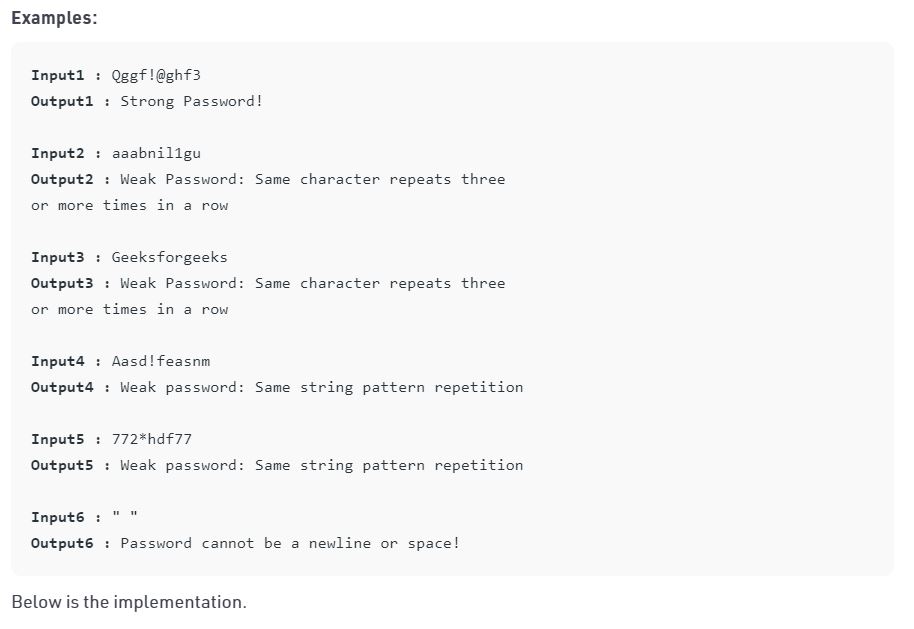 Examples:
Input1 : Qggf!@ghf3
Output1 : Strong Password!
Input2 : aaabnil1gu
Output2 : Weak Password: Same character repeats three
or more times in a row
Input3 : Geeksforgeeks
Output3 : Weak Password: Same character repeats three
or more times in a row
Input4 : Aasd!feasnm
Output4 : Weak password: Same string pattern repetition
Input5 : 772*hdf77
Output5 : Weak password: Same string pattern repetition
Input6 : " "
Output6 : Password cannot be a newline or space!
Below is the implementation.